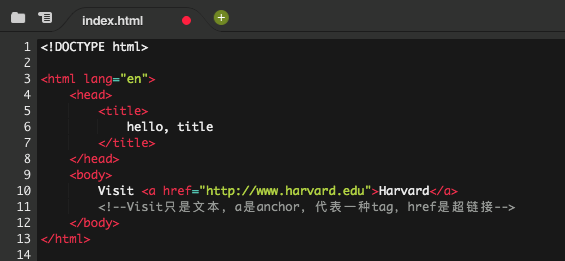 index.html
1 <!DOCTYPE html>
2
3 <html lang="en">
4     <head>
5         <title>
6             hello, title
7         </title>
8     </head>
9     <body>
10         Visit <a href="http://www.harvard.edu">Harvard</a>
11         <!--Visit只是文本, a是anchor, 代表一种tag, href是超链接-->
12     </body>
13 </html>
14